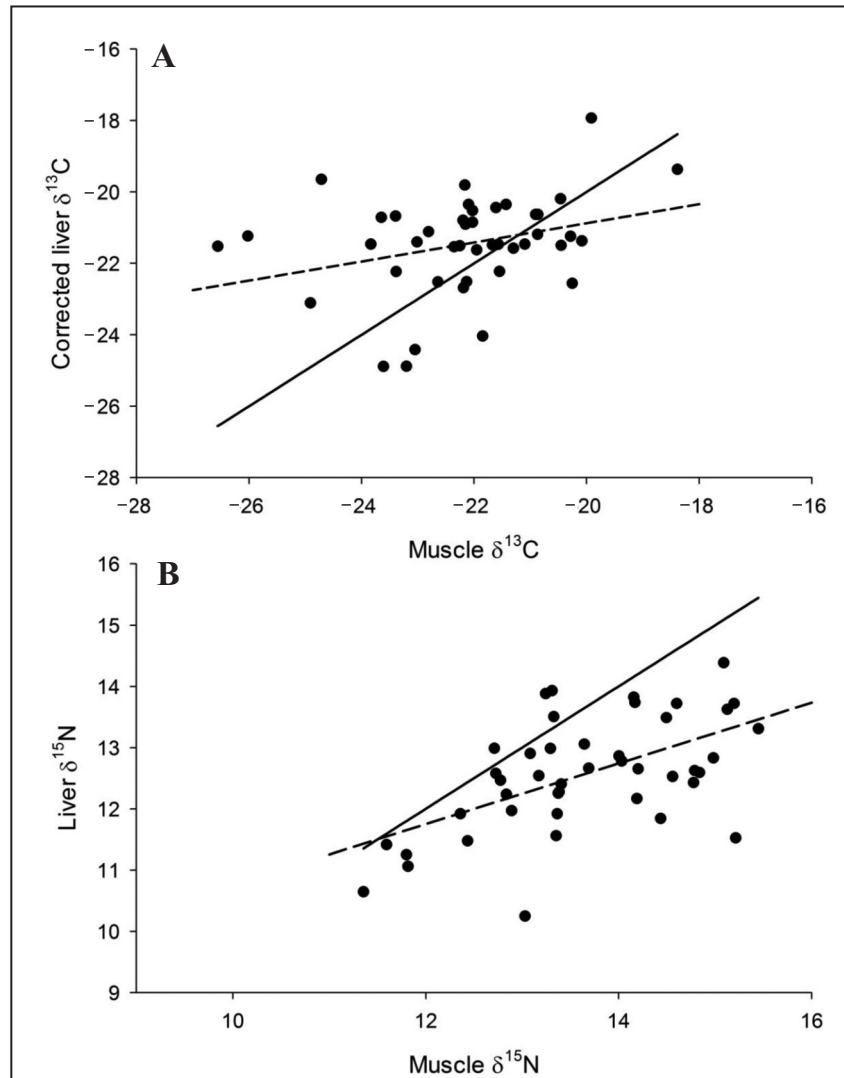 A
−16
−18
−20
−22
−24
−26
−28
Corrected liver δ¹³C
−28 −26 −24 −22 −20 −18 −16
Muscle δ¹³C
B
16
15
14
13
12
11
10
9
Liver δ¹⁵N
10 12 14 16
Muscle δ¹⁵N